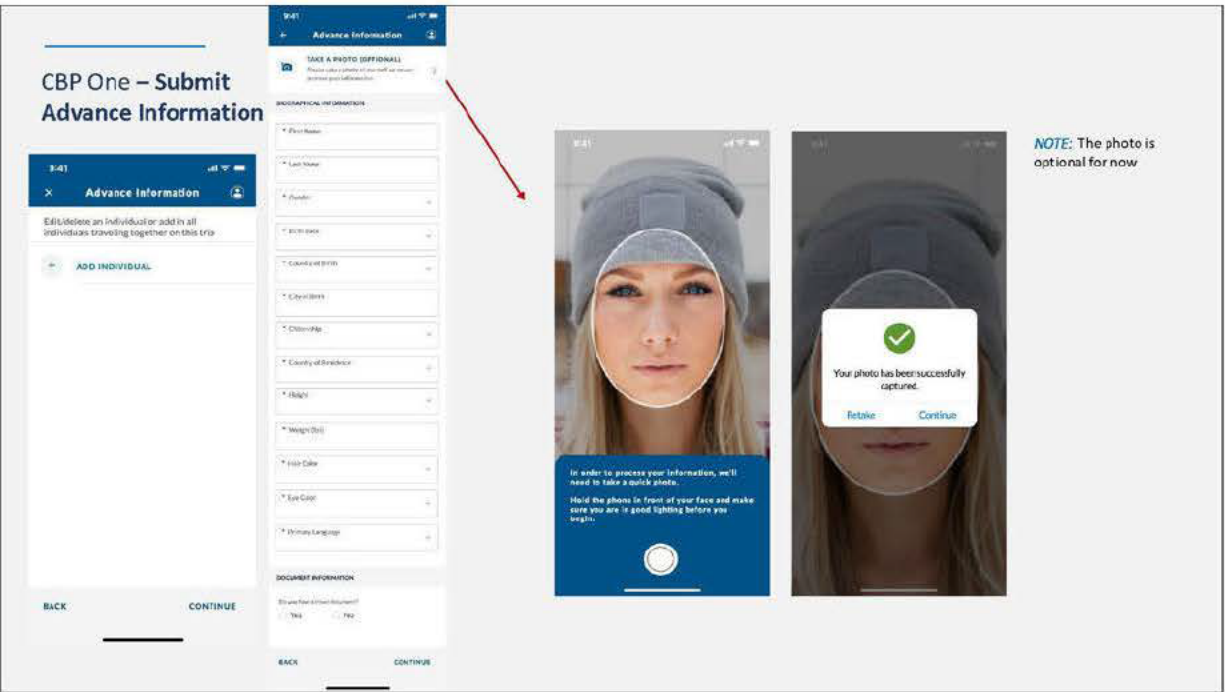 CBP One – Submit
Advance Information
9:41
Advance Information
Edit/delete an individual or add in all
individuals traveling together on this trip
+ ADD INDIVIDUAL
BACK CONTINUE
9:41
Advance Information
TAKE A PHOTO (OPTIONAL)
BIOGRAPHICAL INFORMATION
* First Name
* Last Name
* Gender
* Birth Date
* Country of Birth
* City of Birth
* Citizenship
* Country of Residence
* Height
* Weight (lbs)
* Hair Color
* Eye Color
* Primary Language
DOCUMENT INFORMATION
Yes No
BACK CONTINUE
9:41
In order to process your information, we'll
need to take a quick photo.
Hold the phone in front of your face and make
sure you are in good lighting before you
begin.
9:41
Your photo has been successfully
captured.
Retake Continue
NOTE: The photo is
optional for now